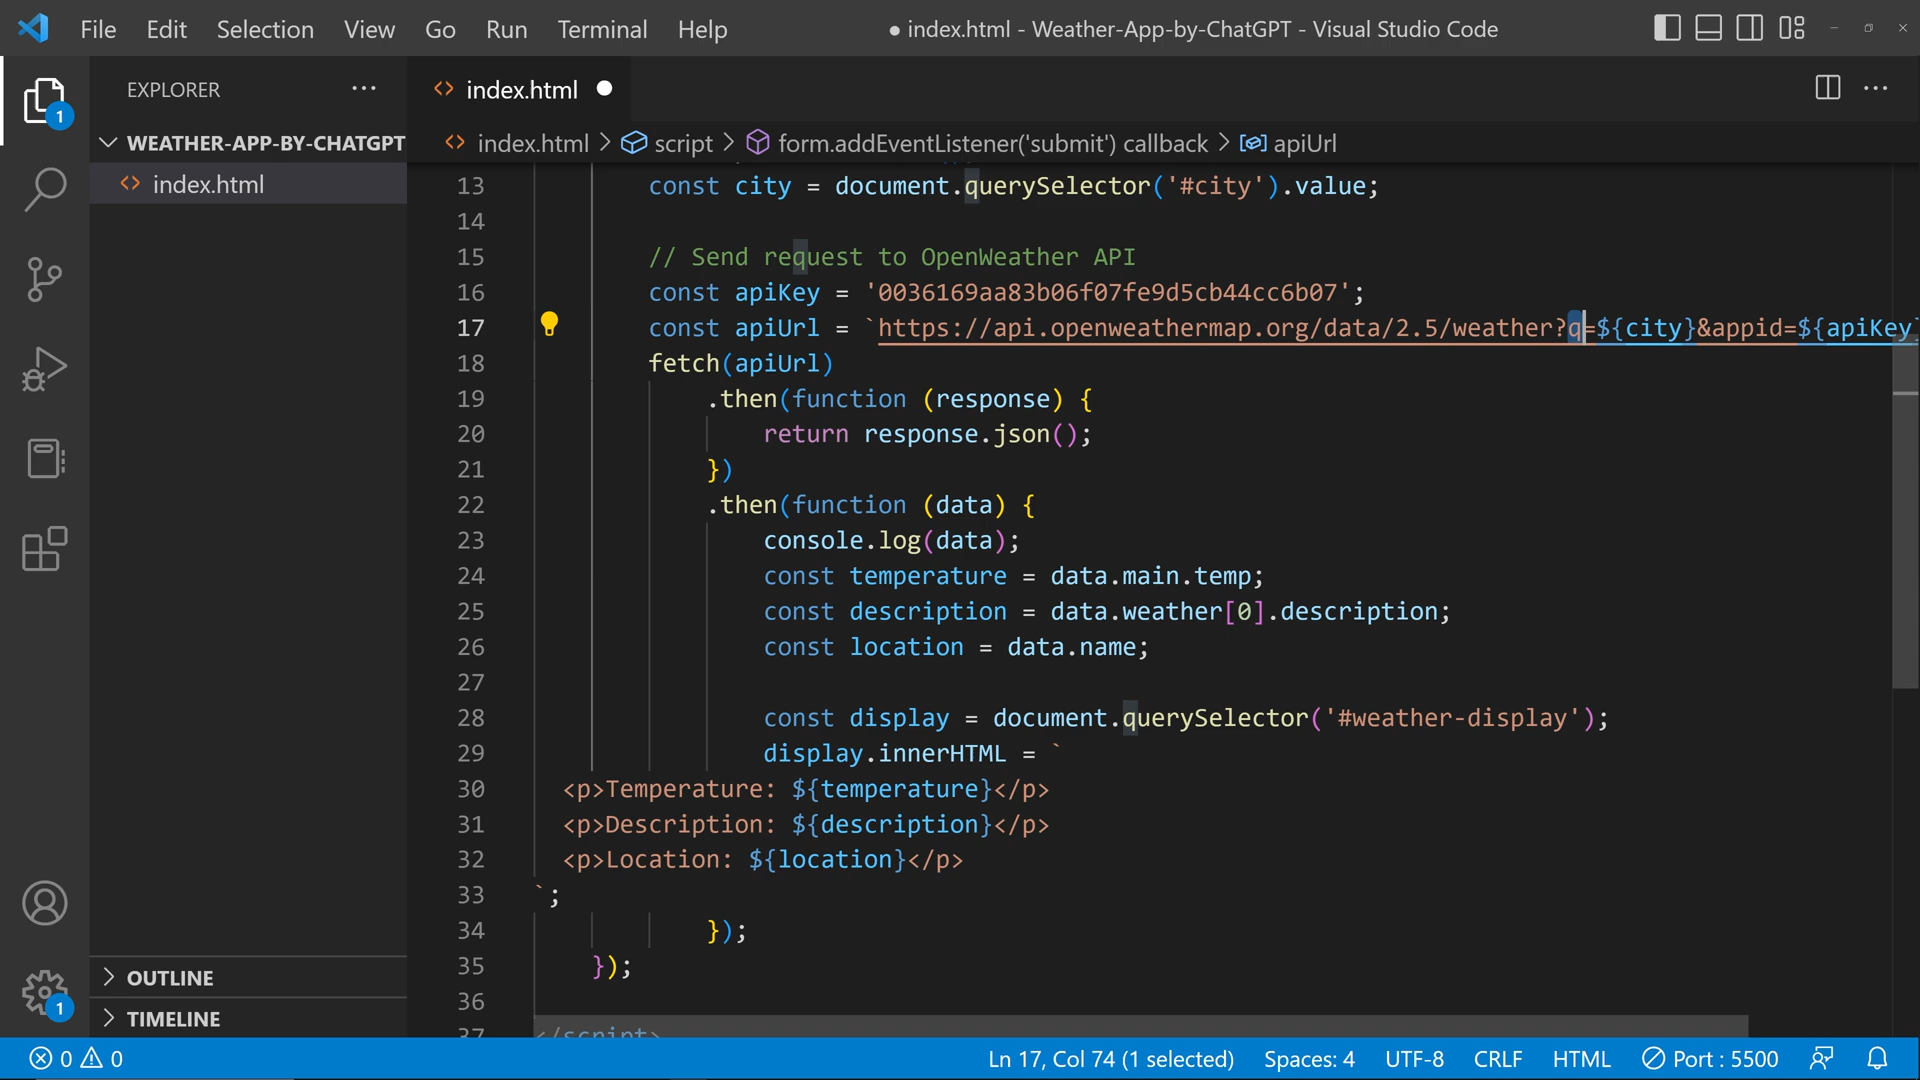 File Edit Selection View Go Run Terminal Help
● index.html - Weather-App-by-ChatGPT - Visual Studio Code
EXPLORER ···
index.html
1
WEATHER-APP-BY-CHATGPT
index.html
index.html > script > form.addEventListener('submit') callback > apiUrl
13 const city = document.querySelector('#city').value;
14
15 // Send request to OpenWeather API
16 const apiKey = '0036169aa83b06f07fe9d5cb44cc6b07';
17 const apiUrl = `https://api.openweathermap.org/data/2.5/weather?q=${city}&appid=${apiKey}
18 fetch(apiUrl)
19 .then(function (response) {
20 return response.json();
21 })
22 .then(function (data) {
23 console.log(data);
24 const temperature = data.main.temp;
25 const description = data.weather[0].description;
26 const location = data.name;
27
28 const display = document.querySelector('#weather-display');
29 display.innerHTML = `
30 <p>Temperature: ${temperature}</p>
31 <p>Description: ${description}</p>
32 <p>Location: ${location}</p>
33 `;
34 });
35 });
36
37 </script>
OUTLINE
1
TIMELINE
0 0
Ln 17, Col 74 (1 selected) Spaces: 4 UTF-8 CRLF HTML Port : 5500